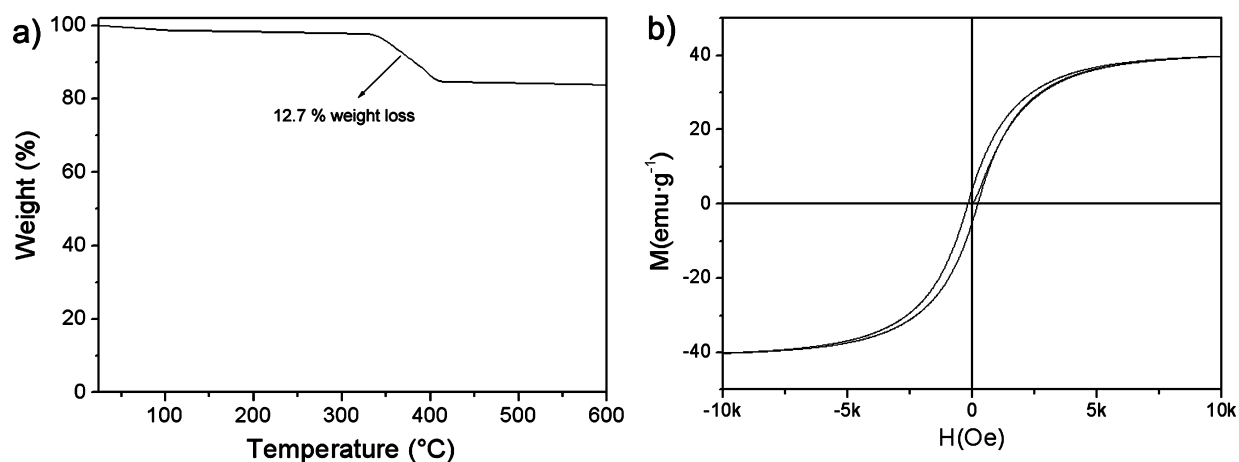 a)
100
80
60
40
20
0
Weight (%)
12.7 % weight loss
100
200
300
400
500
600
Temperature (°C)
b)
40
20
0
-20
-40
M(emu·g⁻¹)
-10k
-5k
0
5k
10k
H(Oe)